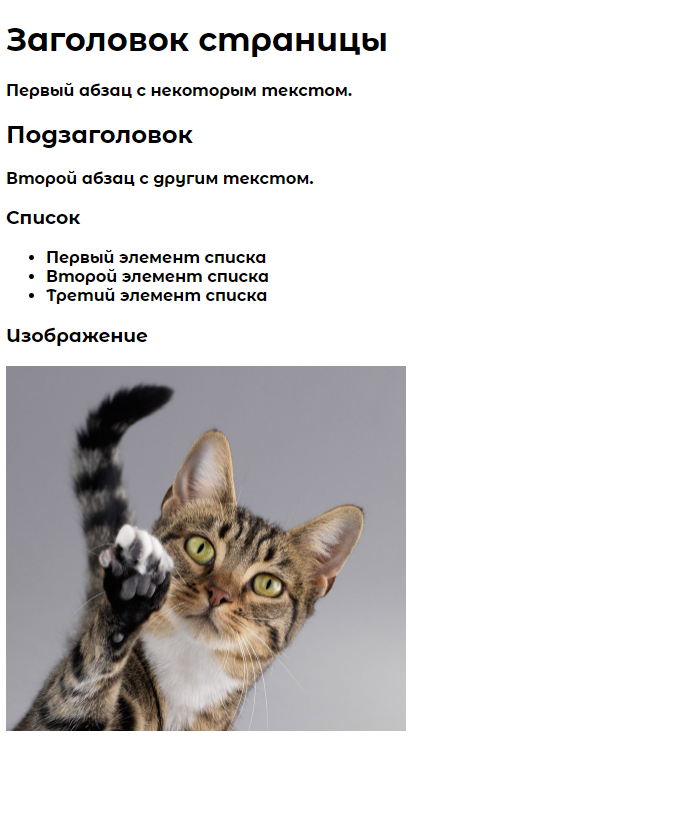 Заголовок страницы
Первый абзац с некоторым текстом.
Подзаголовок
Второй абзац с другим текстом.
Список
• Первый элемент списка
• Второй элемент списка
• Третий элемент списка
Изображение